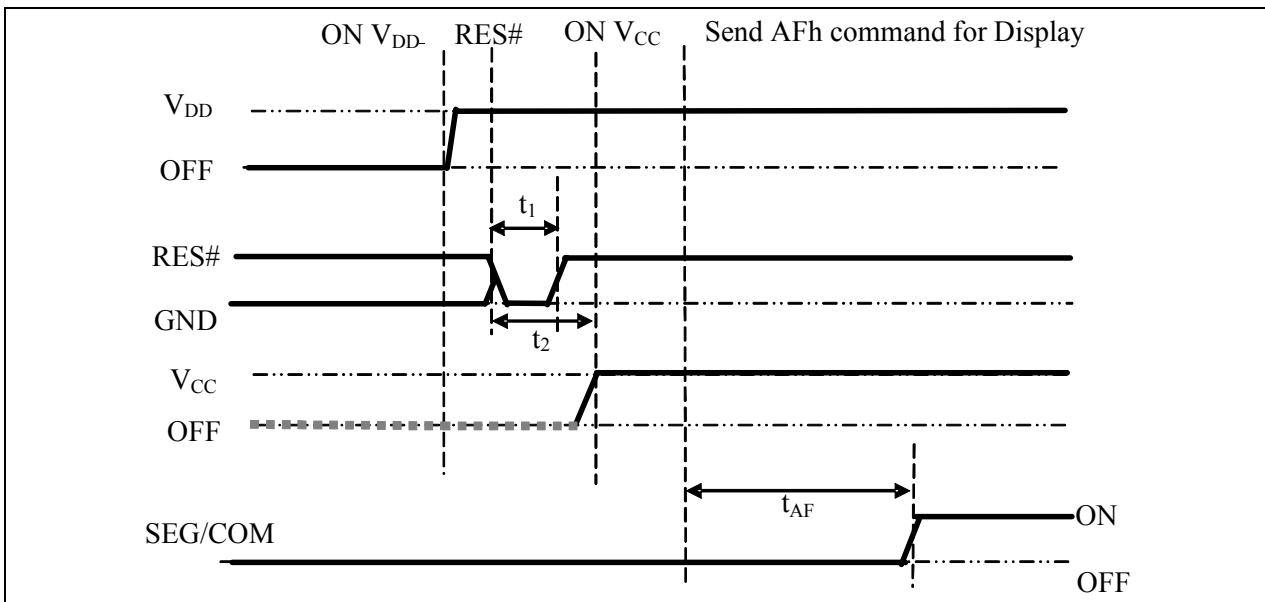 ON VDD- RES# ON VCC Send AFh command for Display
VDD
OFF
t1
RES#
GND
t2
VCC
OFF
tAF
ON
SEG/COM
OFF